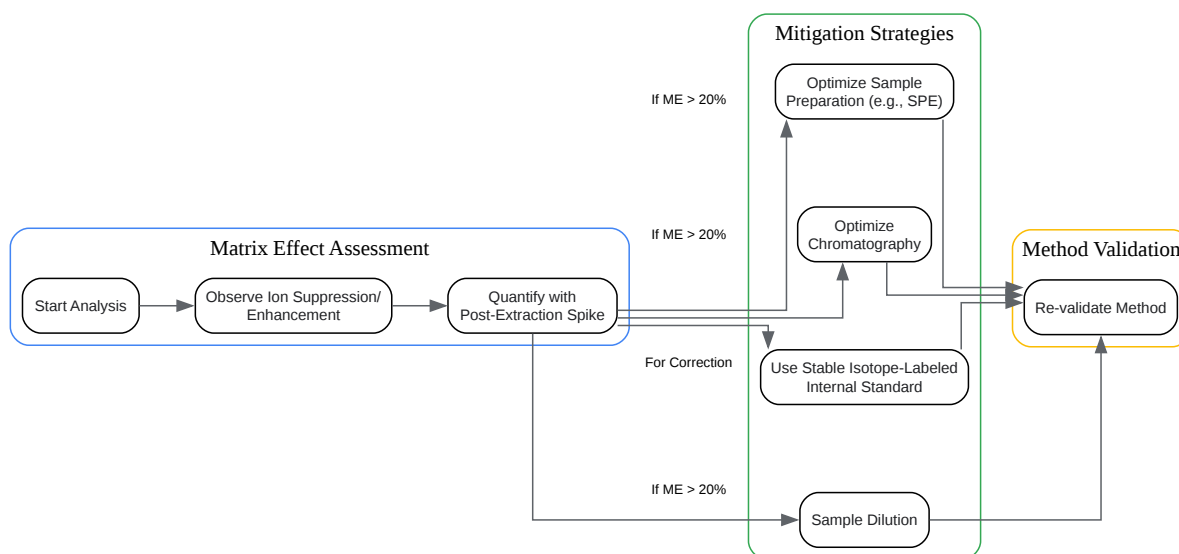 Mitigation Strategies
If ME > 20%
Optimize Sample
Preparation (e.g., SPE)
If ME > 20%
Optimize
Chromatography
Matrix Effect Assessment
Method Validation
Start Analysis
Observe Ion Suppression/
Enhancement
Quantify with
Post-Extraction Spike
Re-validate Method
For Correction
Use Stable Isotope-Labeled
Internal Standard
If ME > 20%
Sample Dilution